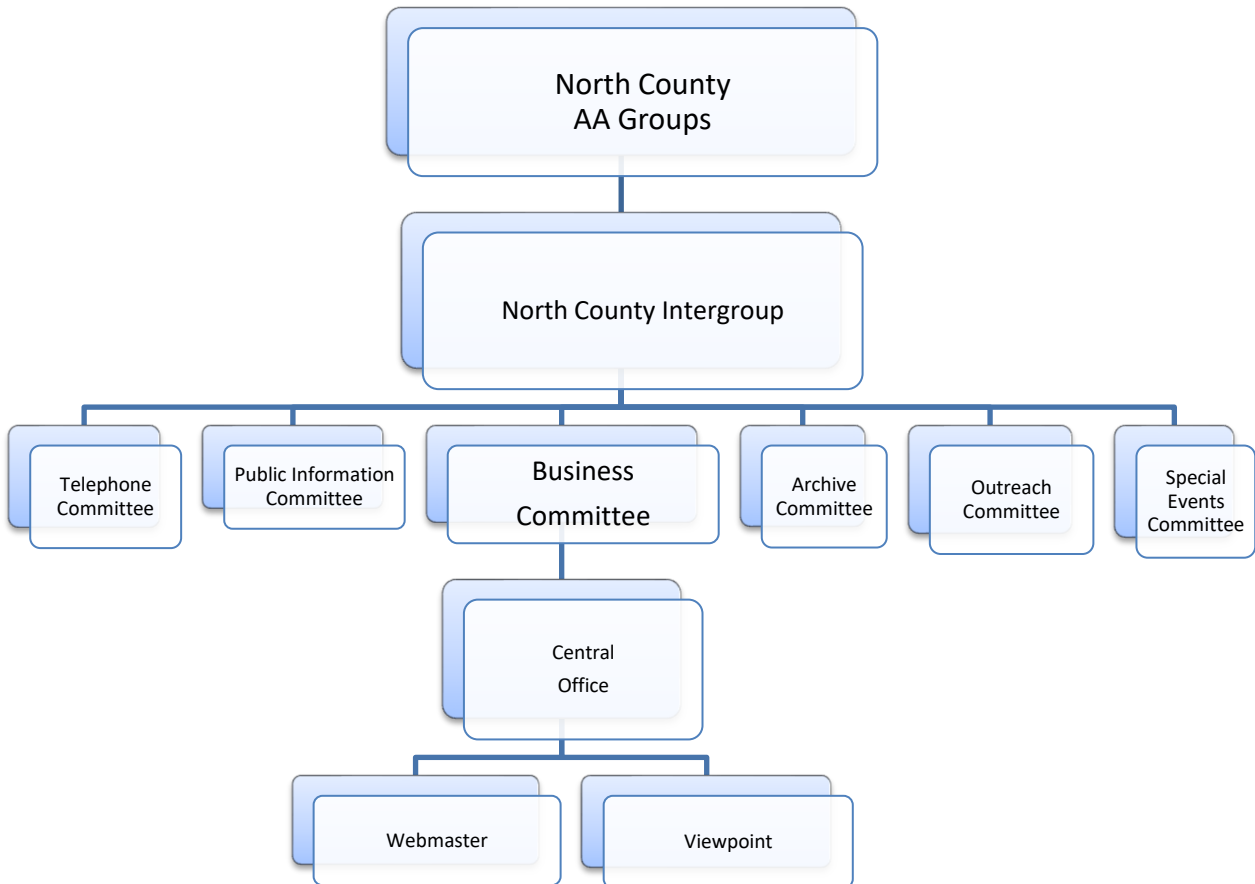 North County
AA Groups
North County Intergroup
Telephone
Committee
Public Information
Committee
Business
Committee
Archive
Committee
Outreach
Committee
Special
Events
Committee
Central
Office
Webmaster
Viewpoint